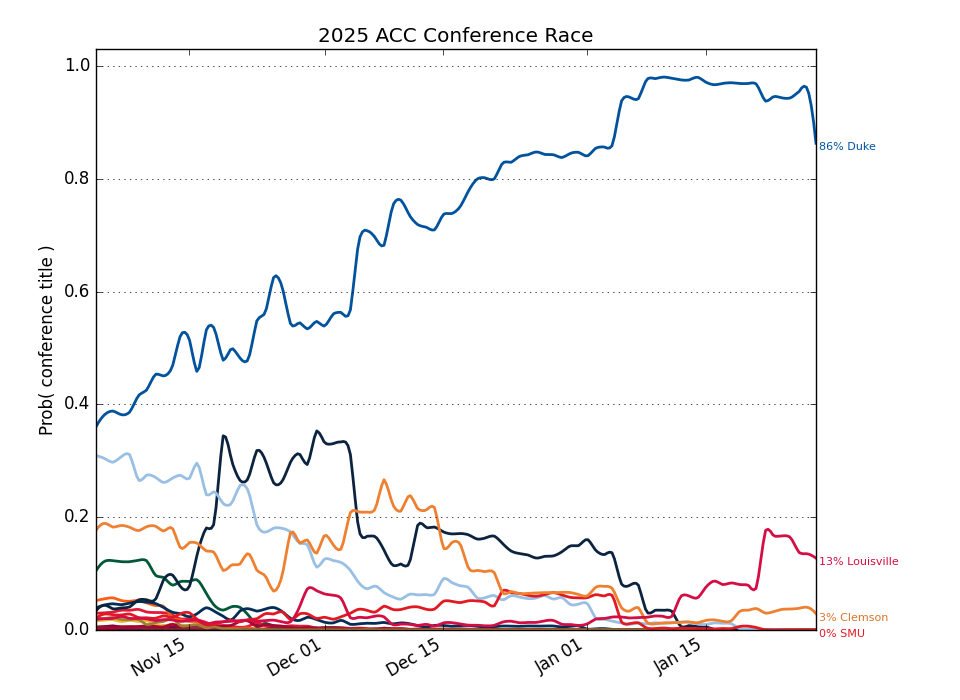 2025 ACC Conference Race
Prob( conference title )
1.0
0.8
0.6
0.4
0.2
0.0
Nov 15
Dec 01
Dec 15
Jan 01
Jan 15
86% Duke
13% Louisville
3% Clemson
0% SMU